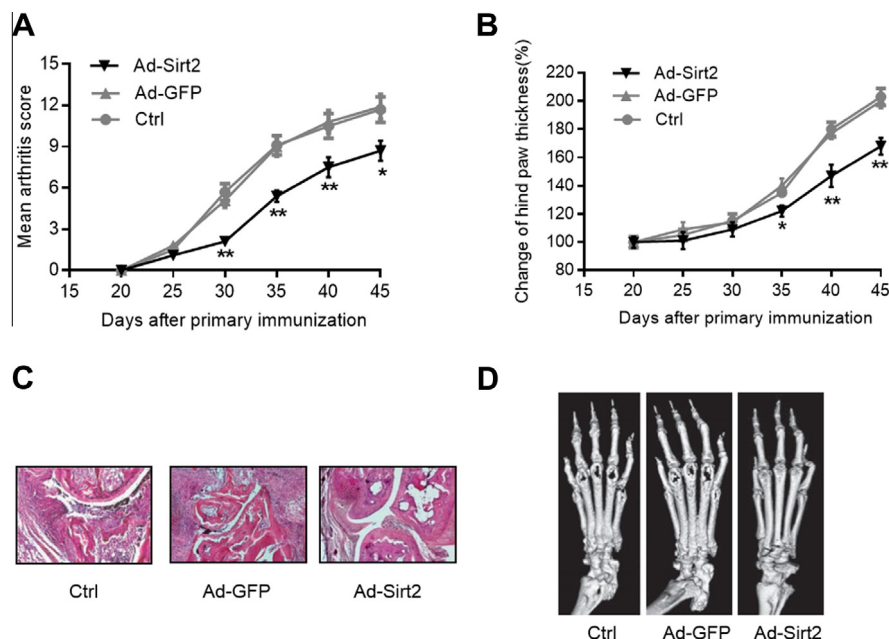 A
Mean arthritis score
15
12
9
6
3
0
Ad-Sirt2
Ad-GFP
Ctrl
**
**
**
*
15 20 25 30 35 40 45
Days after primary immunization
B
Change of hind paw thickness(%)
220
200
180
160
140
120
100
80
Ad-Sirt2
Ad-GFP
Ctrl
*
**
**
15 20 25 30 35 40 45
Days after primary immunization
C
Ctrl Ad-GFP Ad-Sirt2
D
Ctrl Ad-GFP Ad-Sirt2